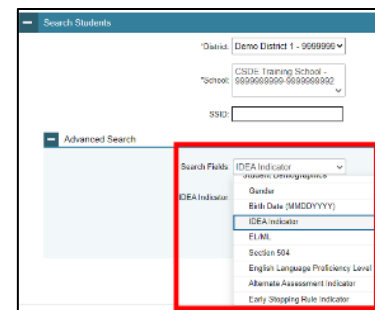 Search Students
*District: Demo District 1 - 9999999
*School: CSDE Training School - 9999999999-9999999992
SSID:
Advanced Search
Search Fields: IDEA Indicator
Student Demographics
IDEA Indicator:
Gender
Birth Date (MMDDYYYY)
IDEA Indicator
EL/ML
Section 504
English Language Proficiency Level
Alternate Assessment Indicator
Early Stopping Rule Indicator